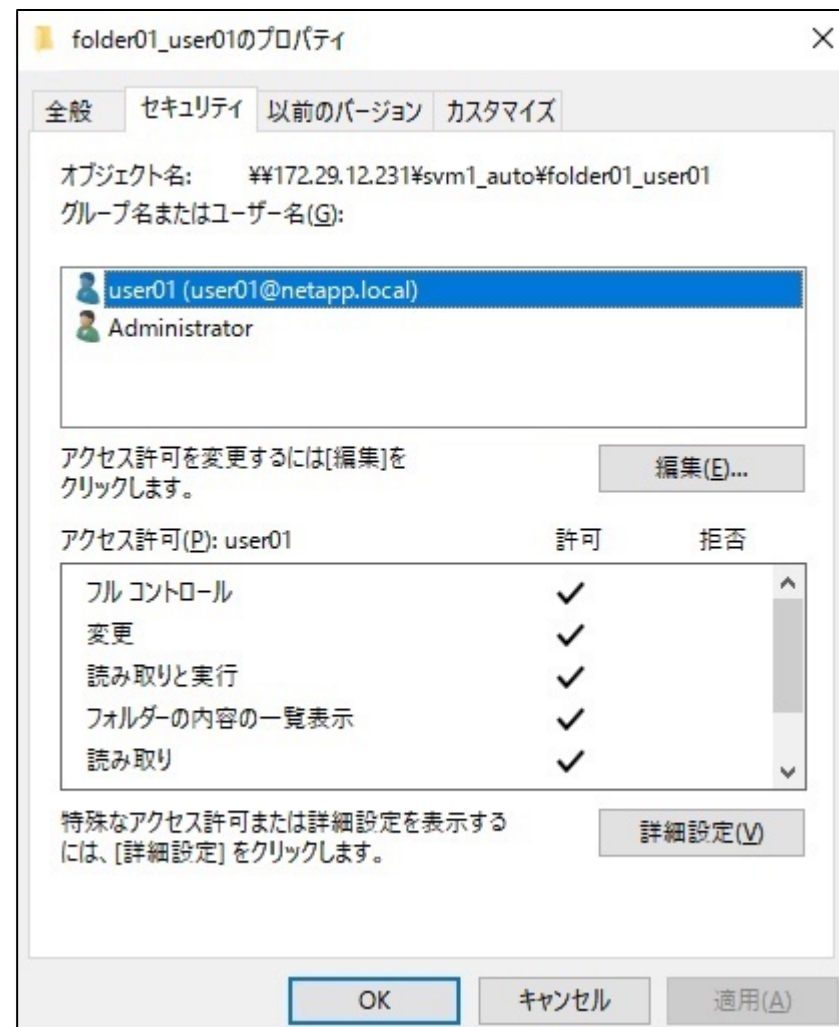 folder01_user01のプロパティ
全般 セキュリティ 以前のバージョン カスタマイズ
オブジェクト名: ¥¥172.29.12.231¥svm1_auto¥folder01_user01
グループ名またはユーザー名(G):
user01 (user01@netapp.local)
Administrator
アクセス許可を変更するには[編集]を
クリックします。
編集(E)...
アクセス許可(P): user01 許可 拒否
フル コントロール
変更
読み取りと実行
フォルダーの内容の一覧表示
読み取り
特殊なアクセス許可または詳細設定を表示する
には、[詳細設定] をクリックします。
詳細設定(V)
OK キャンセル 適用(A)